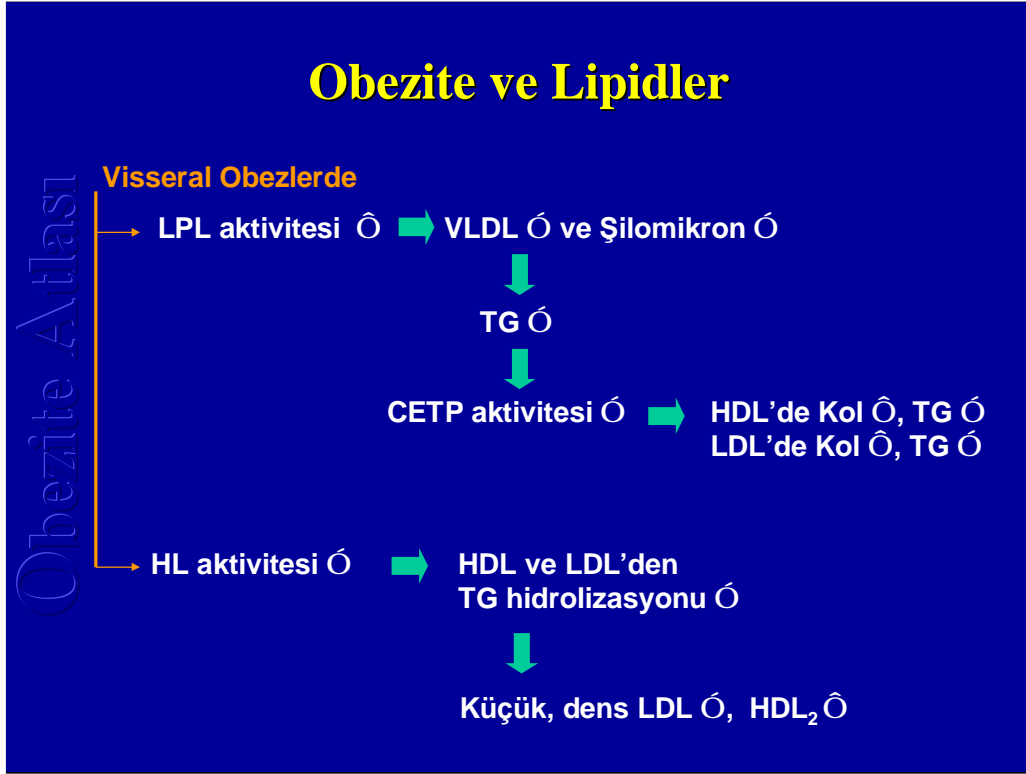 Obezite ve Lipidler
Obezite Atlası
Visseral Obezlerde
LPL aktivitesi Ô VLDL Ó ve Şilomikron Ó
TG Ó
CETP aktivitesi Ó HDL’de Kol Ô, TG Ó
LDL’de Kol Ô, TG Ó
HL aktivitesi Ó HDL ve LDL’den
TG hidrolizasyonu Ó
Küçük, dens LDL Ó, HDL₂ Ô